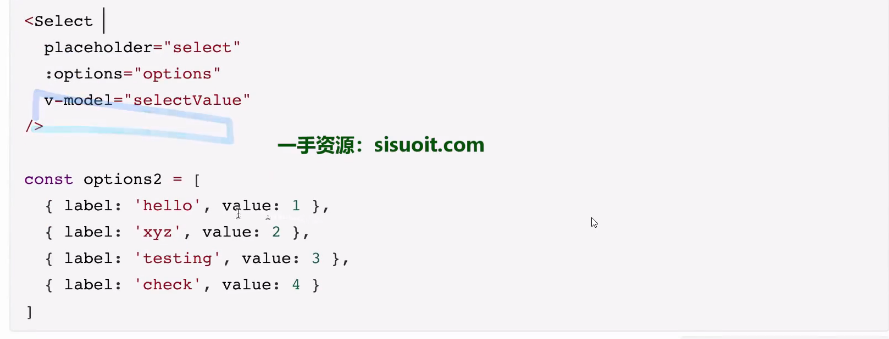 <Select
  placeholder="select"
  :options="options"
  v-model="selectValue"
/>
一手资源：sisuoit.com
const options2 = [
  { label: 'hello', value: 1 },
  { label: 'xyz', value: 2 },
  { label: 'testing', value: 3 },
  { label: 'check', value: 4 }
]